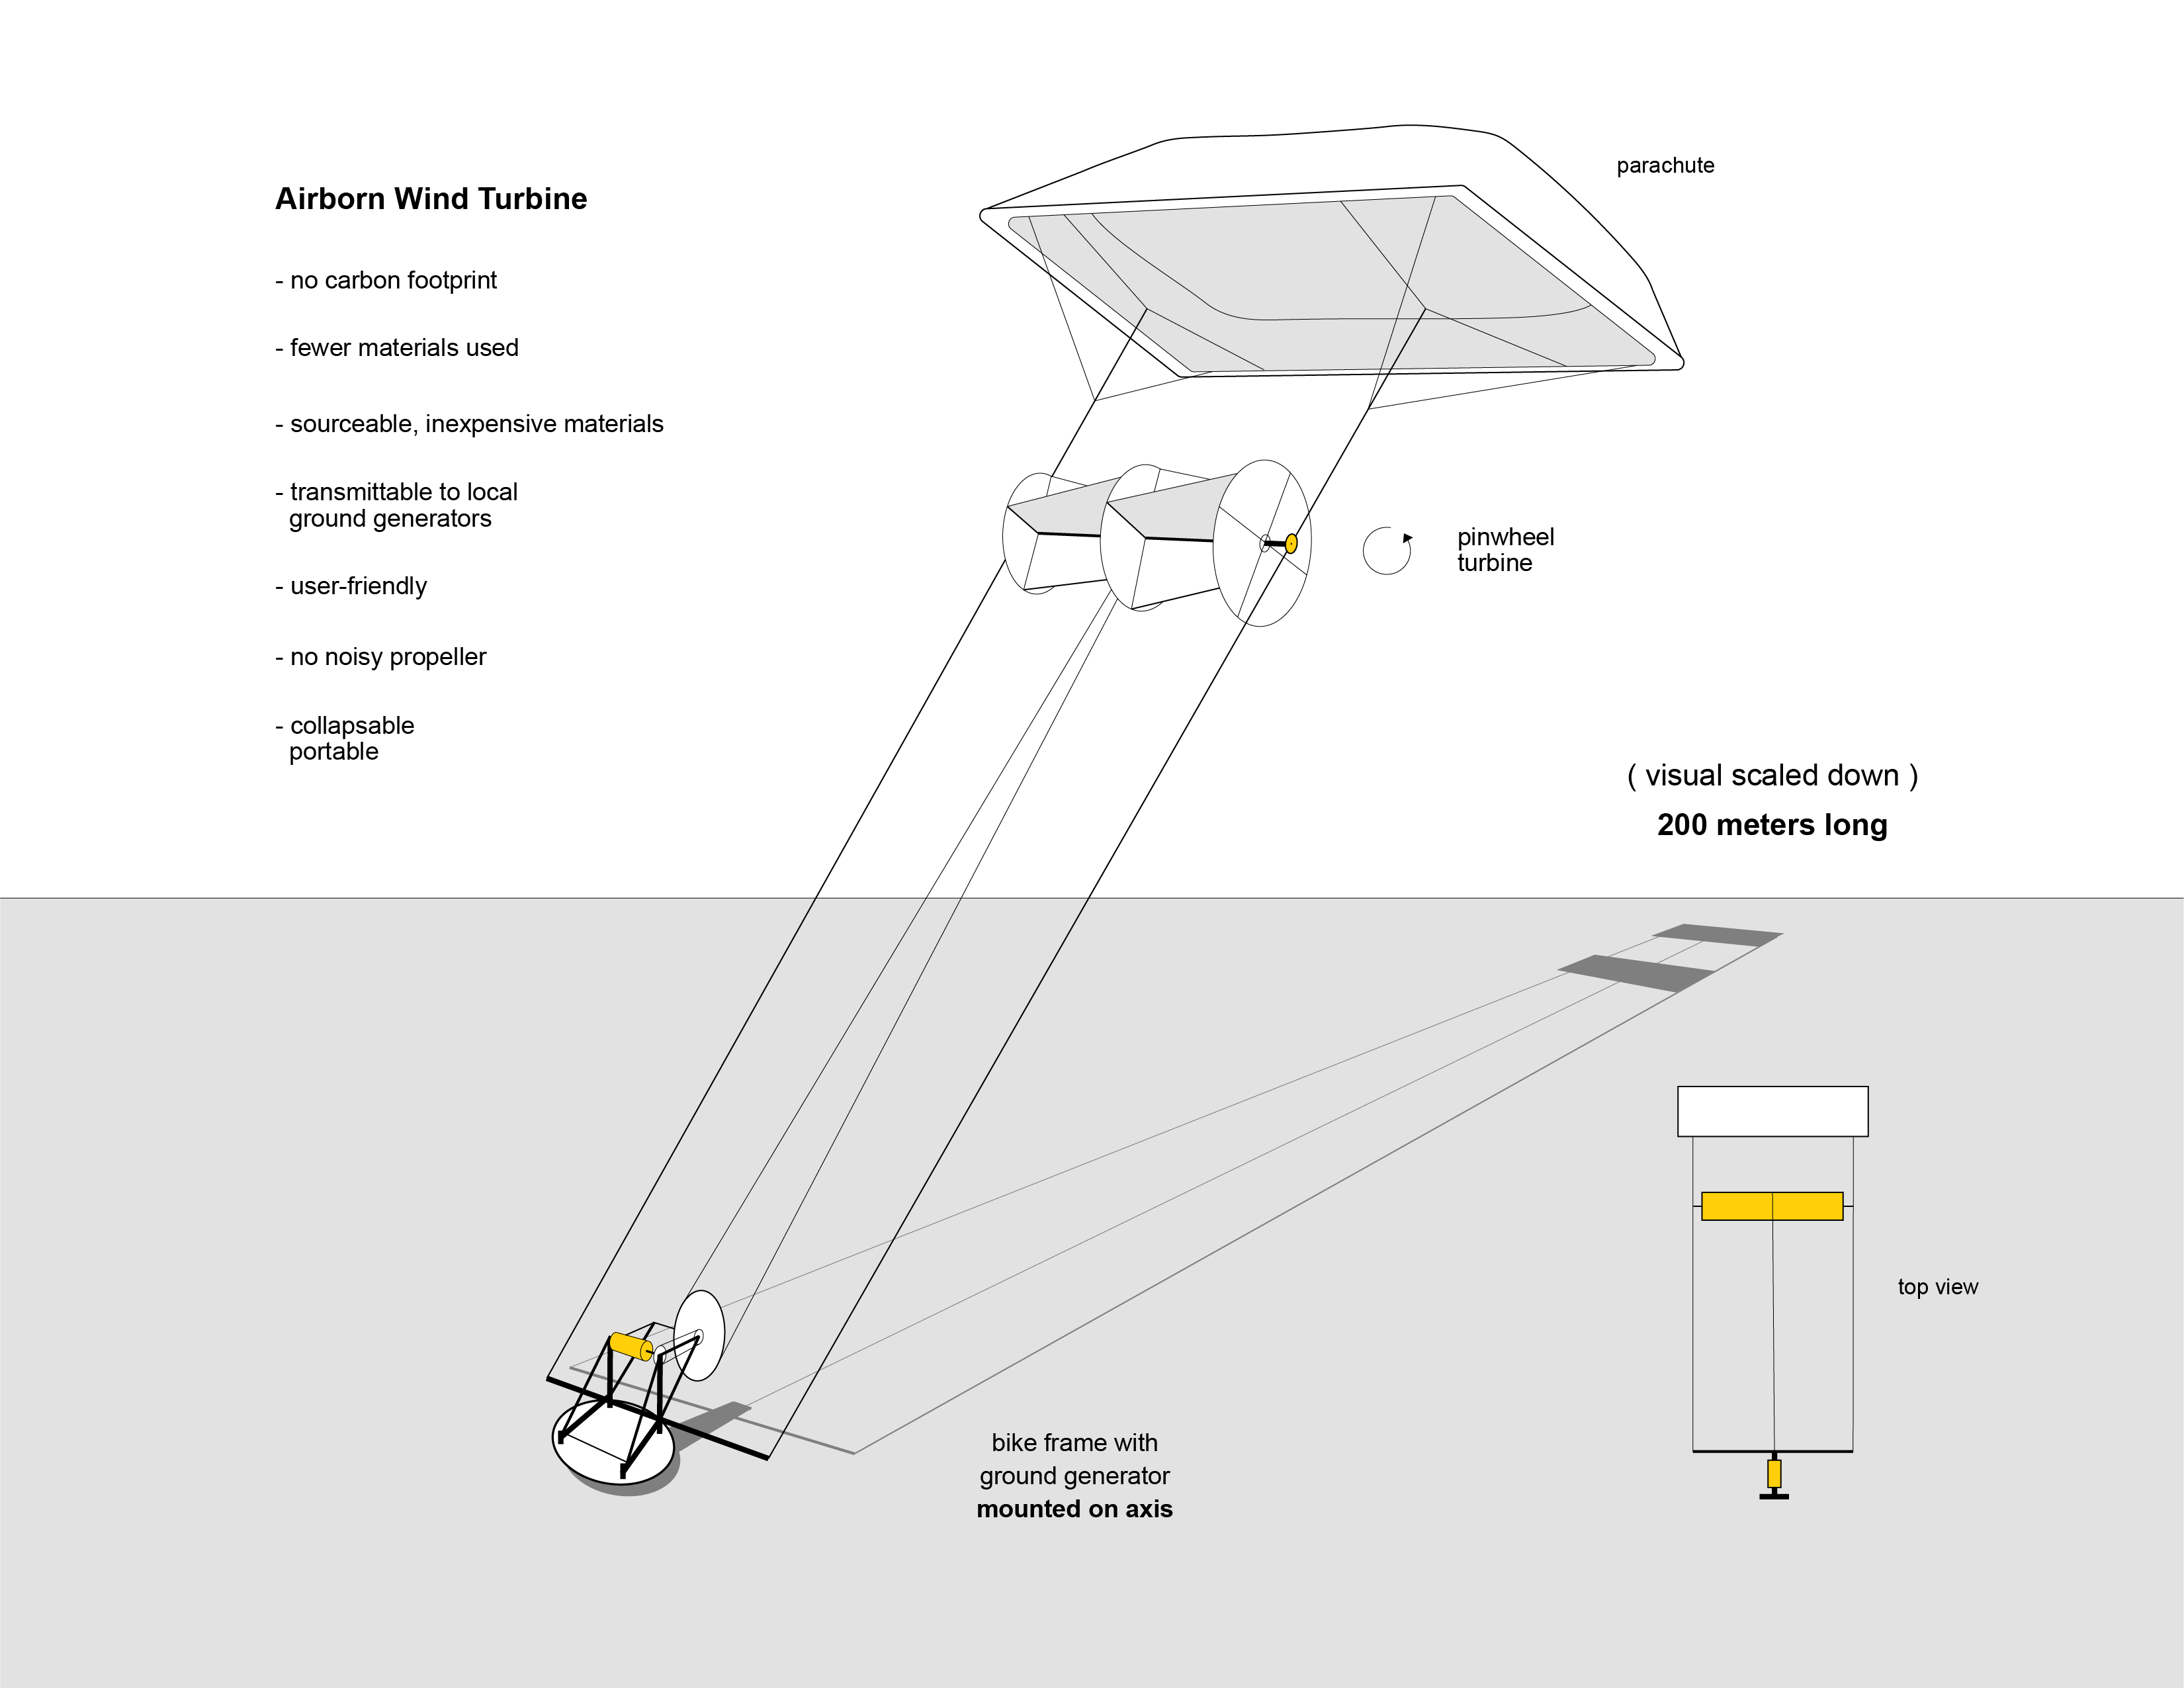 Airborn Wind Turbine
- no carbon footprint
- fewer materials used
- sourceable, inexpensive materials
- transmittable to local
ground generators
- user-friendly
- no noisy propeller
- collapsable
portable
parachute
pinwheel
turbine
( visual scaled down )
200 meters long
top view
bike frame with
ground generator
mounted on axis